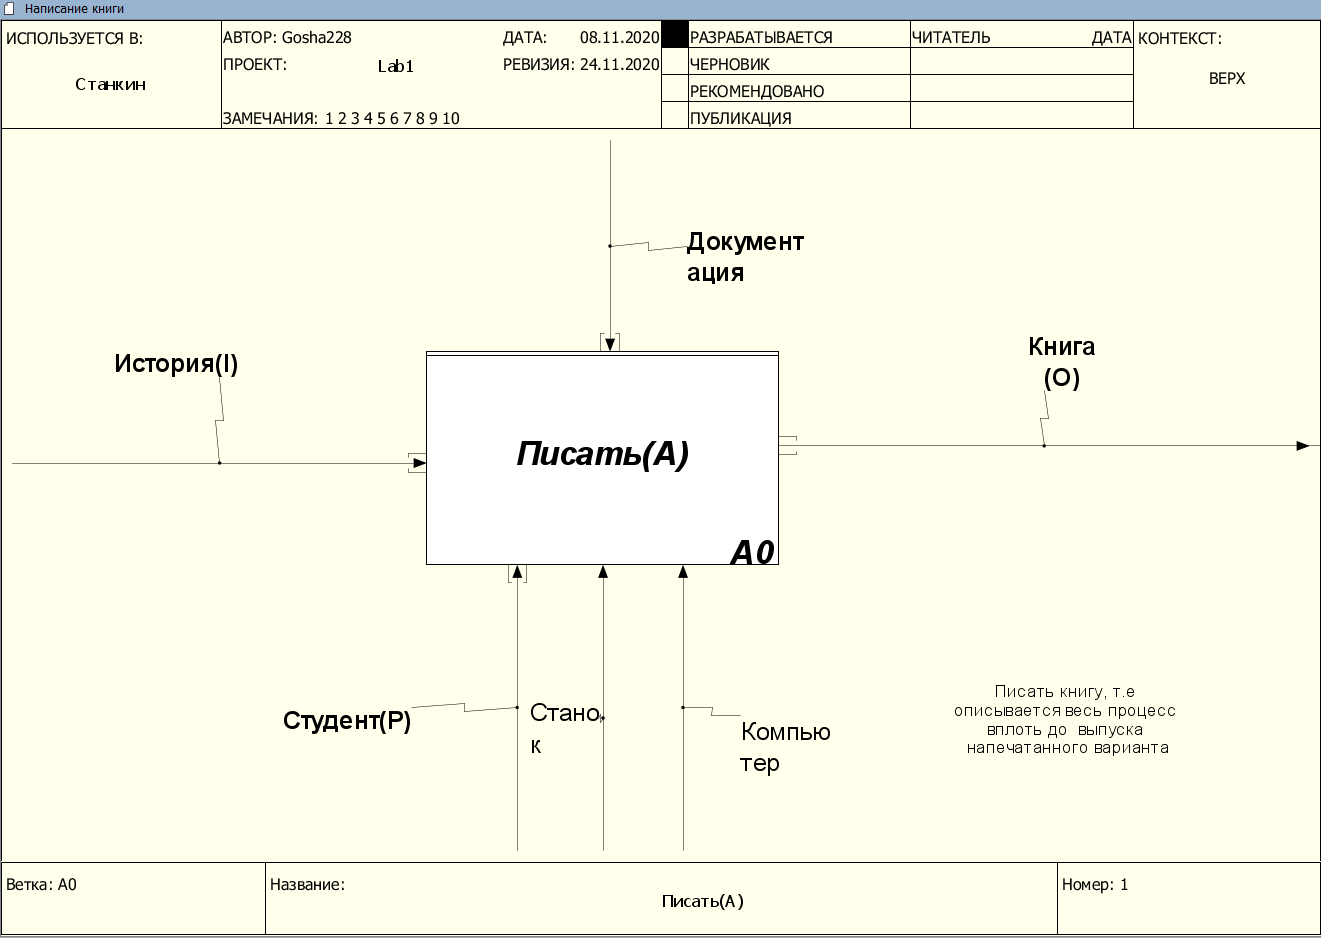 Написание книги
ИСПОЛЬЗУЕТСЯ В:
Станкин
АВТОР: Gosha228
ДАТА: 08.11.2020
ПРОЕКТ: Lab1
РЕВИЗИЯ: 24.11.2020
ЗАМЕЧАНИЯ: 1 2 3 4 5 6 7 8 9 10
РАЗРАБАТЫВАЕТСЯ
ЧЕРНОВИК
РЕКОМЕНДОВАНО
ПУБЛИКАЦИЯ
ЧИТАТЕЛЬ ДАТА
КОНТЕКСТ:
ВЕРХ
Документ
ация
История(I)
Книга
(О)
Писать(А)
А0
Студент(Р)
Стано
к
Компью
тер
Писать книгу, т.е
описывается весь процесс
вплоть до выпуска
напечатанного варианта
Ветка: А0
Название:
Писать(А)
Номер: 1